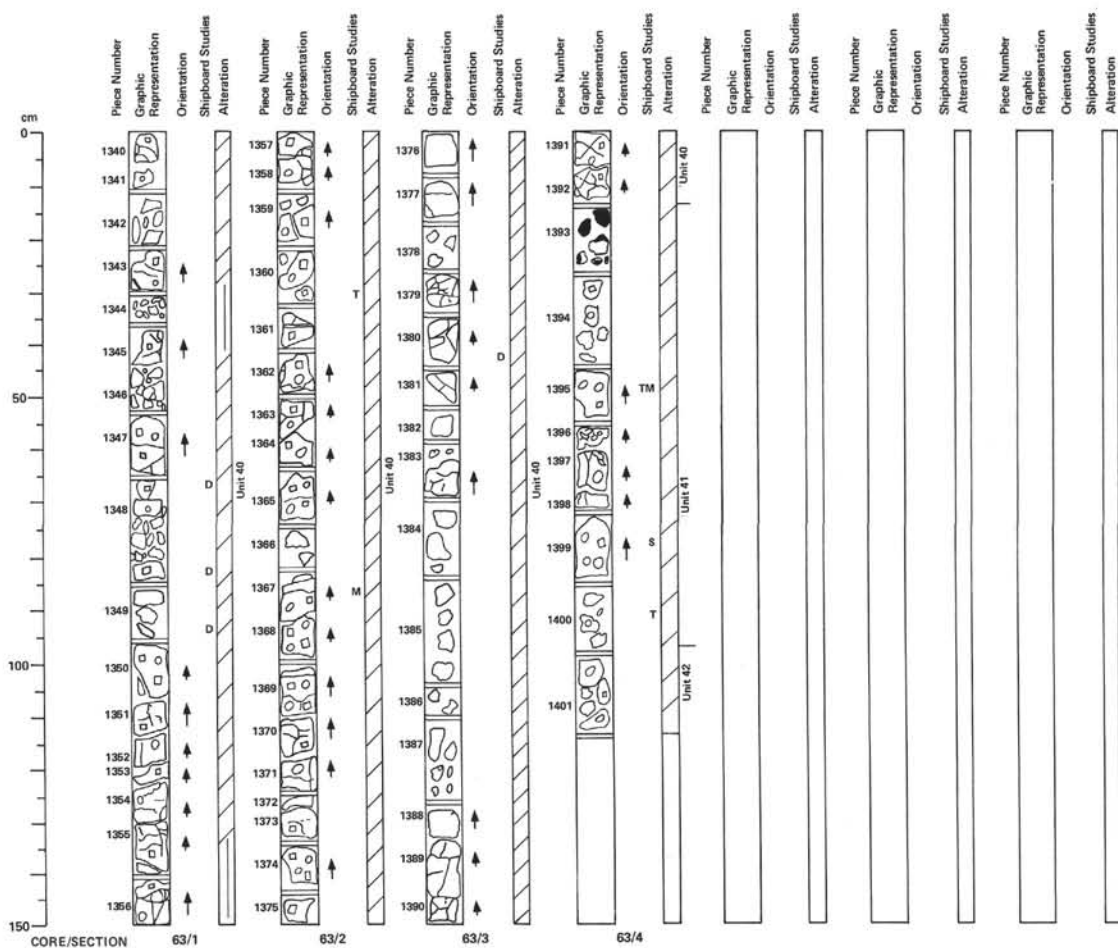 cm
0
50
100
150
Piece Number
Graphic Representation
Orientation
Shipboard Studies
Alteration
1340
1341
1342
1343
1344
1345
1346
1347
1348
D
D
1349
D
1350
1351
1352
1353
1354
1355
1356
Unit 40
Piece Number
Graphic Representation
Orientation
Shipboard Studies
Alteration
1357
1358
1359
1360
T
1361
1362
1363
1364
1365
1366
1367
M
1368
1369
1370
1371
1372
1373
1374
1375
Unit 40
Piece Number
Graphic Representation
Orientation
Shipboard Studies
Alteration
1376
1377
1378
1379
1380
D
1381
1382
1383
1384
1385
1386
1387
1388
1389
1390
Unit 40
Piece Number
Graphic Representation
Orientation
Shipboard Studies
Alteration
1391
1392
1393
1394
1395
TM
1396
1397
1398
1399
S
1400
T
1401
Unit 40
Unit 41
Unit 42
Piece Number
Graphic Representation
Orientation
Shipboard Studies
Alteration
Piece Number
Graphic Representation
Orientation
Shipboard Studies
Alteration
Piece Number
Graphic Representation
Orientation
Shipboard Studies
Alteration
CORE/SECTION 63/1 63/2 63/3 63/4